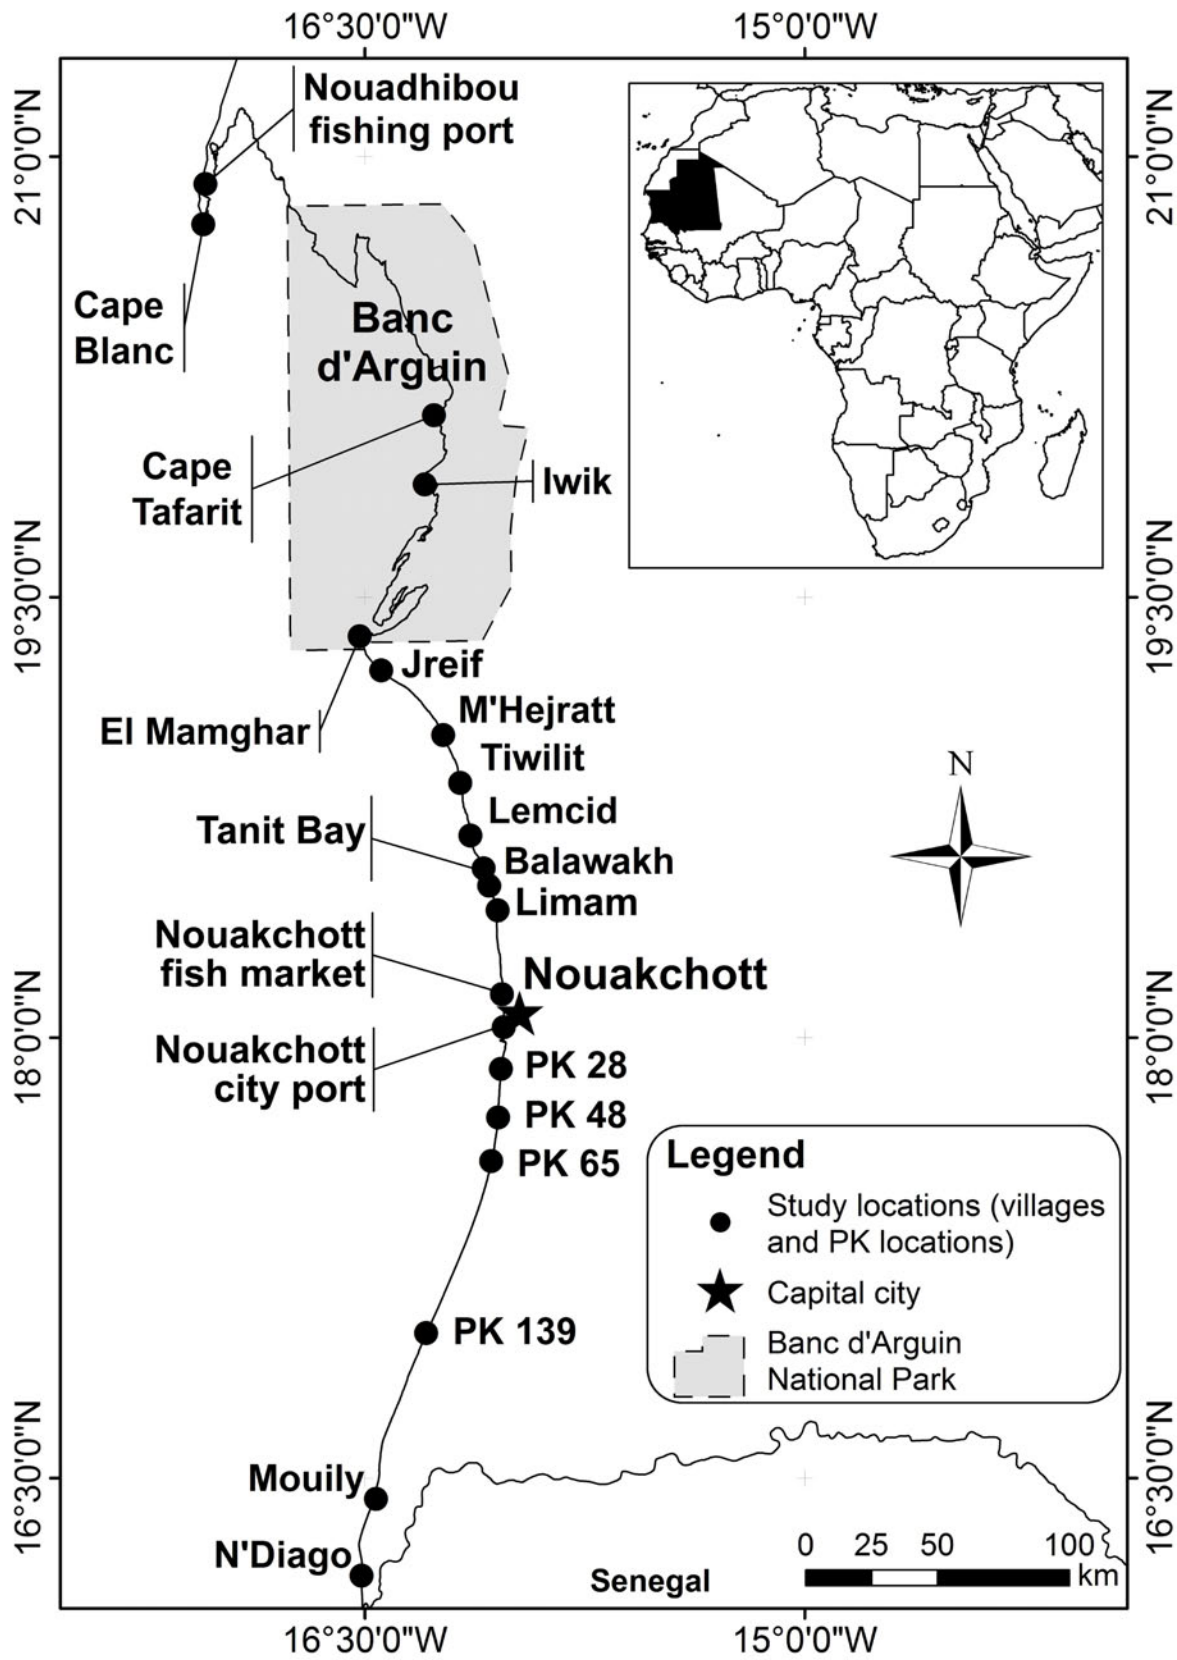 16°30'0"W
15°0'0"W
21°0'0"N
21°0'0"N
Nouadhibou
fishing port
Cape
Blanc
Banc
d'Arguin
Cape
Tafarit
Iwik
19°30'0"N
19°30'0"N
Jreif
El Mamghar
M'Hejratt
Tiwilit
N
Lemcid
Tanit Bay
Balawakh
Limam
Nouakchott
fish market
Nouakchott
18°0'0"N
18°0'0"N
Nouakchott
city port
PK 28
PK 48
PK 65
Legend
Study locations (villages
and PK locations)
Capital city
Banc d'Arguin
National Park
PK 139
16°30'0"N
16°30'0"N
Mouily
N'Diago
Senegal
0 25 50 100
km
16°30'0"W
15°0'0"W